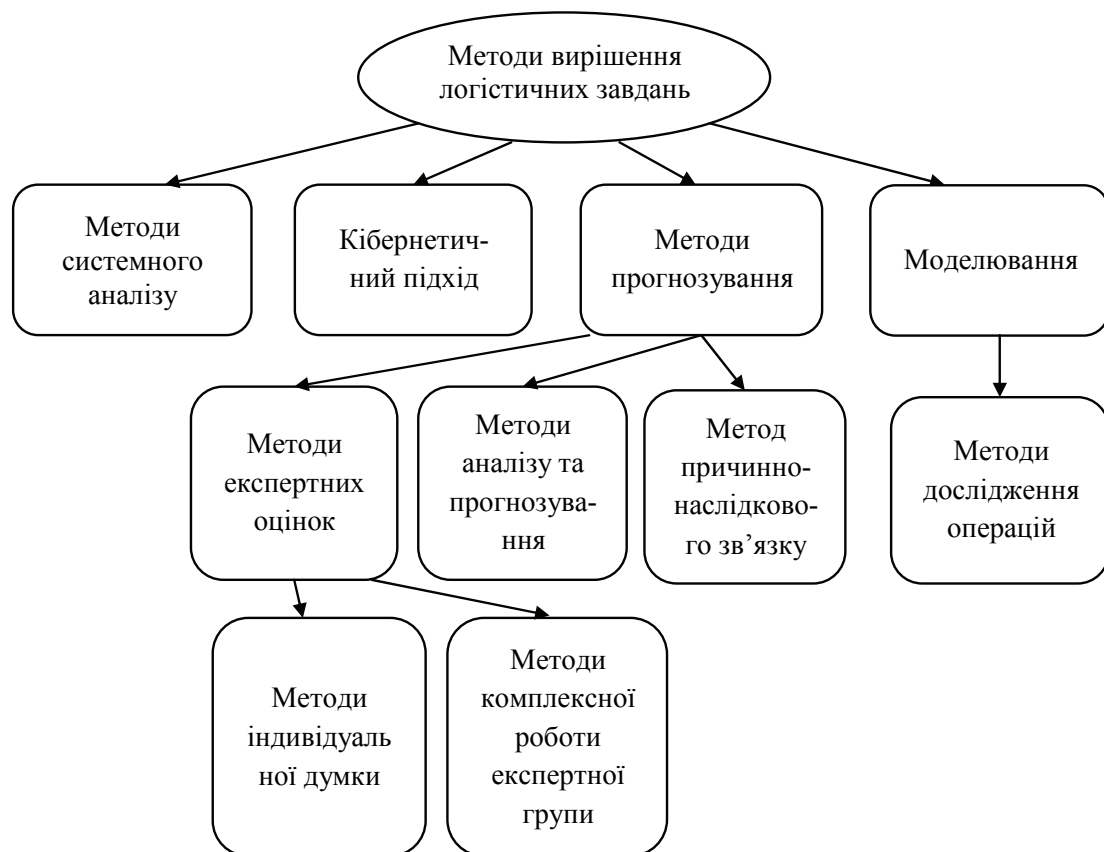 Методи вирішення
логістичних завдань
Методи
системного
аналізу
Кібернетич-
ний підхід
Методи
прогнозування
Моделювання
Методи
експертних
оцінок
Методи
аналізу та
прогнозува-
ння
Метод
причинно-
наслідково-
го зв’язку
Методи
дослідження
операцій
Методи
індивідуаль
ної думки
Методи
комплексної
роботи
експертної
групи